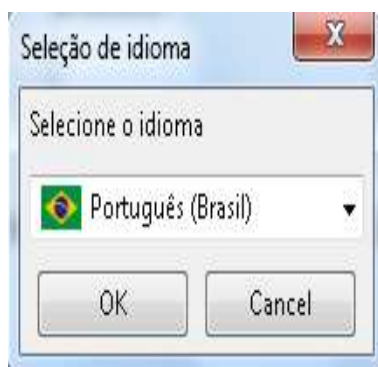 Seleção de idioma
X
Selecione o idioma
Português (Brasil)
OK Cancel